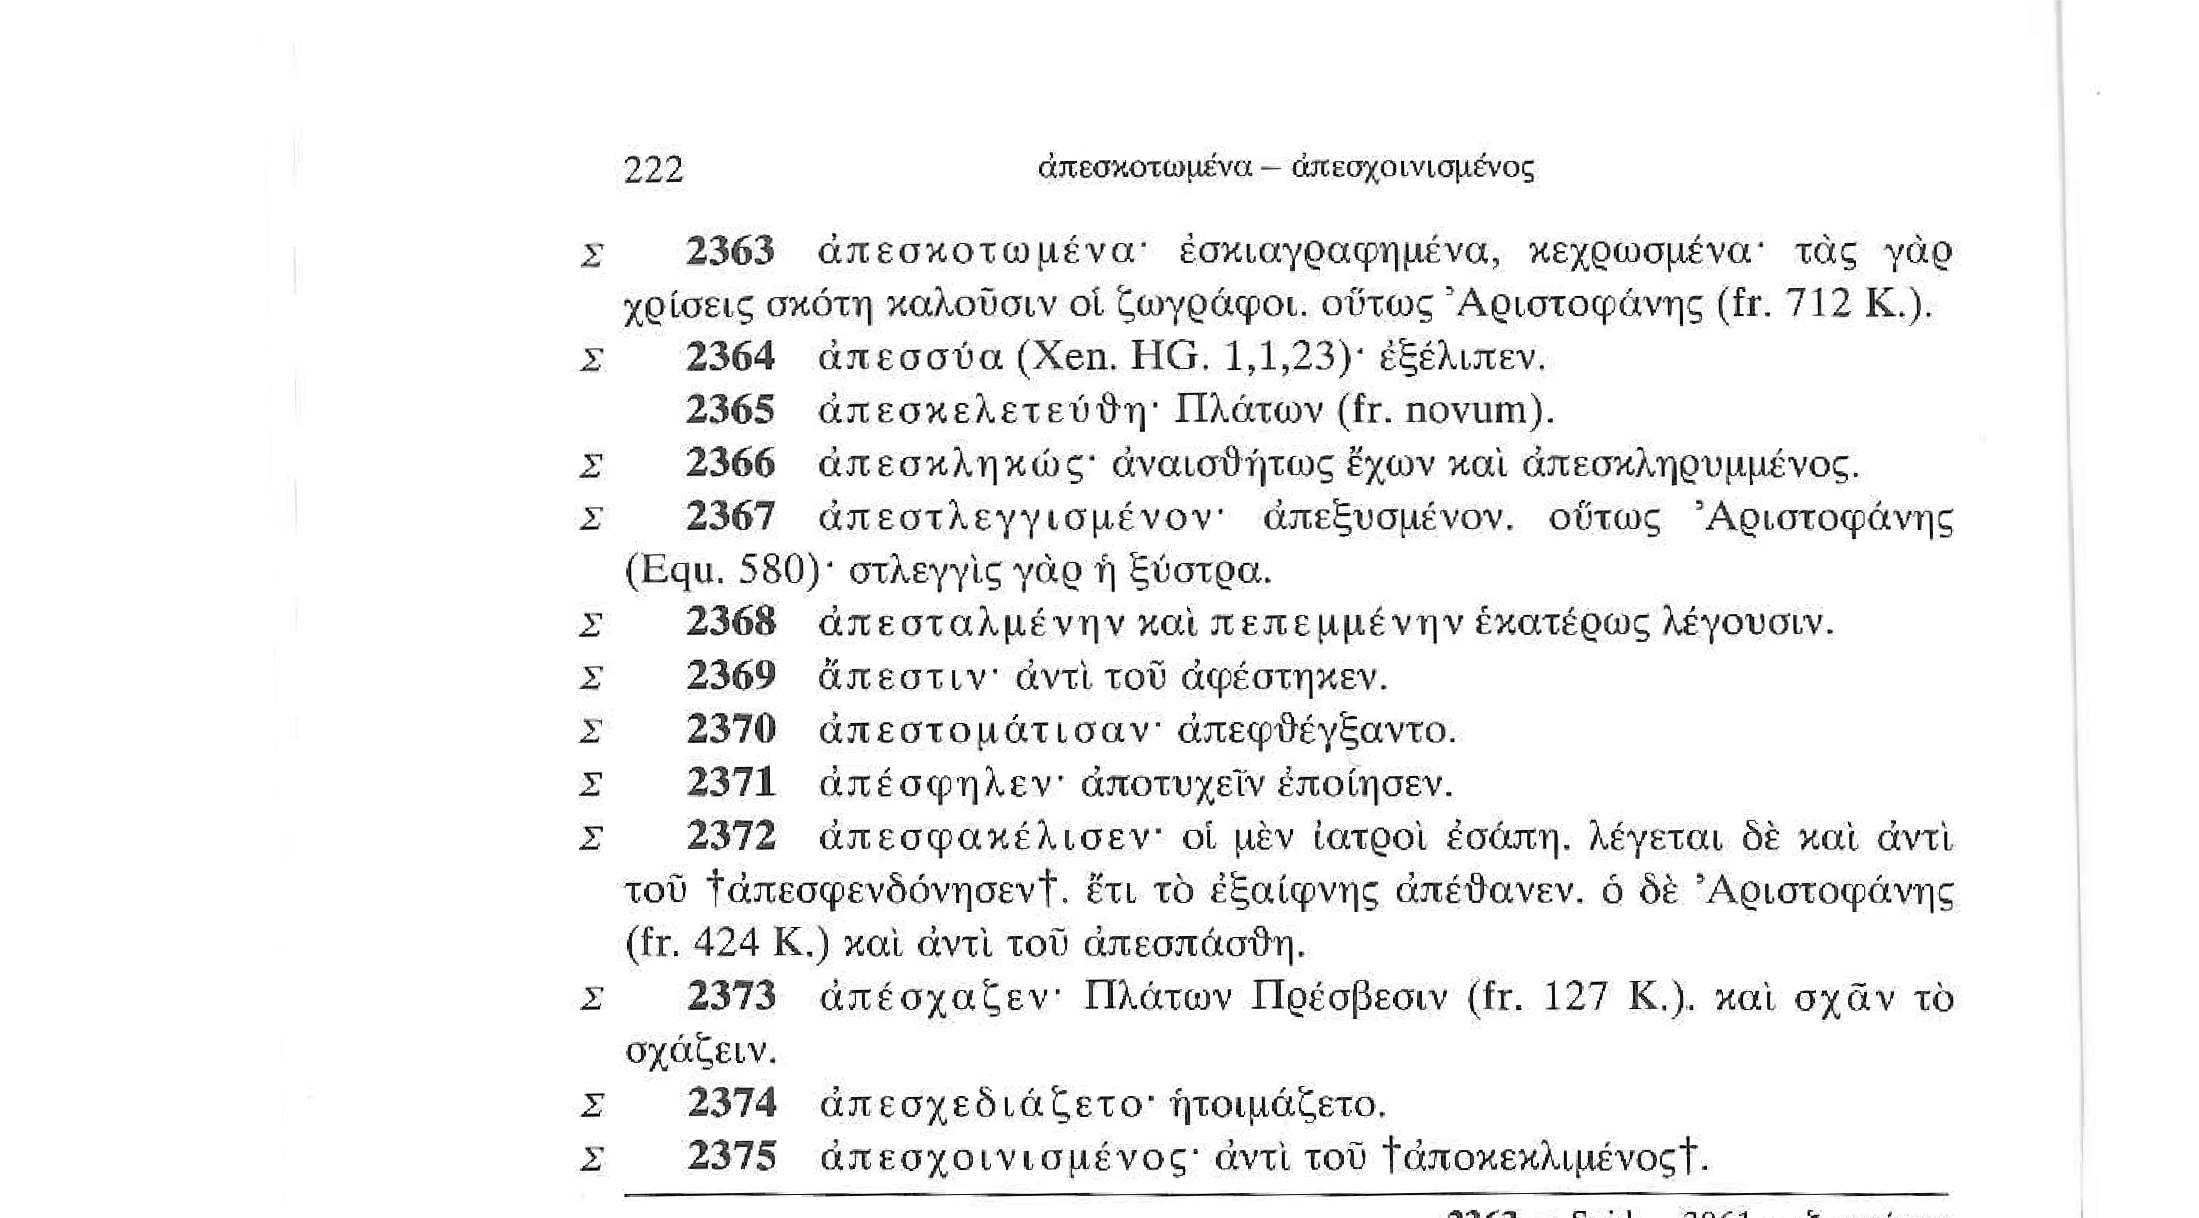 222 ἀπεσκοτωμένα – ἀπεσχοινισμένος
Σ 2363 ἀπεσκοτωμένα· ἐσκιαγραφημένα, κεχρωσμένα· τὰς γὰρ
χρίσεις σκότη καλοῦσιν οἱ ζωγράφοι. οὕτως Ἀριστοφάνης (fr. 712 K.).
Σ 2364 ἀπεσσύα (Xen. HG. 1,1,23)· ἐξέλιπεν.
2365 ἀπεσκελετεύθη· Πλάτων (fr. novum).
Σ 2366 ἀπεσκληκώς· ἀναισθήτως ἔχων καὶ ἀπεσκληρυμμένος.
Σ 2367 ἀπεστλεγγισμένον· ἀπεξυσμένον. οὕτως Ἀριστοφάνης
(Equ. 580)· στλεγγὶς γὰρ ἡ ξύστρα.
Σ 2368 ἀπεσταλμένην καὶ πεπεμμένην ἑκατέρως λέγουσιν.
Σ 2369 ἄπεστιν· ἀντὶ τοῦ ἀφέστηκεν.
Σ 2370 ἀπεστομάτισαν· ἀπεφθέγξαντο.
Σ 2371 ἀπέσφηλεν· ἀποτυχεῖν ἐποίησεν.
Σ 2372 ἀπεσφακέλισεν· οἱ μὲν ἰατροὶ ἐσάπη. λέγεται δὲ καὶ ἀντὶ
τοῦ †ἀπεσφενδόνησεν†. ἔτι τὸ ἐξαίφνης ἀπέθανεν. ὁ δὲ Ἀριστοφάνης
(fr. 424 K.) καὶ ἀντὶ τοῦ ἀπεσπάσθη.
Σ 2373 ἀπέσχαζεν· Πλάτων Πρέσβεσιν (fr. 127 K.). καὶ σχᾶν τὸ
σχάζειν.
Σ 2374 ἀπεσχεδιάζετο· ἡτοιμάζετο.
Σ 2375 ἀπεσχοινισμένος· ἀντὶ τοῦ †ἀποκεκλιμένος†.